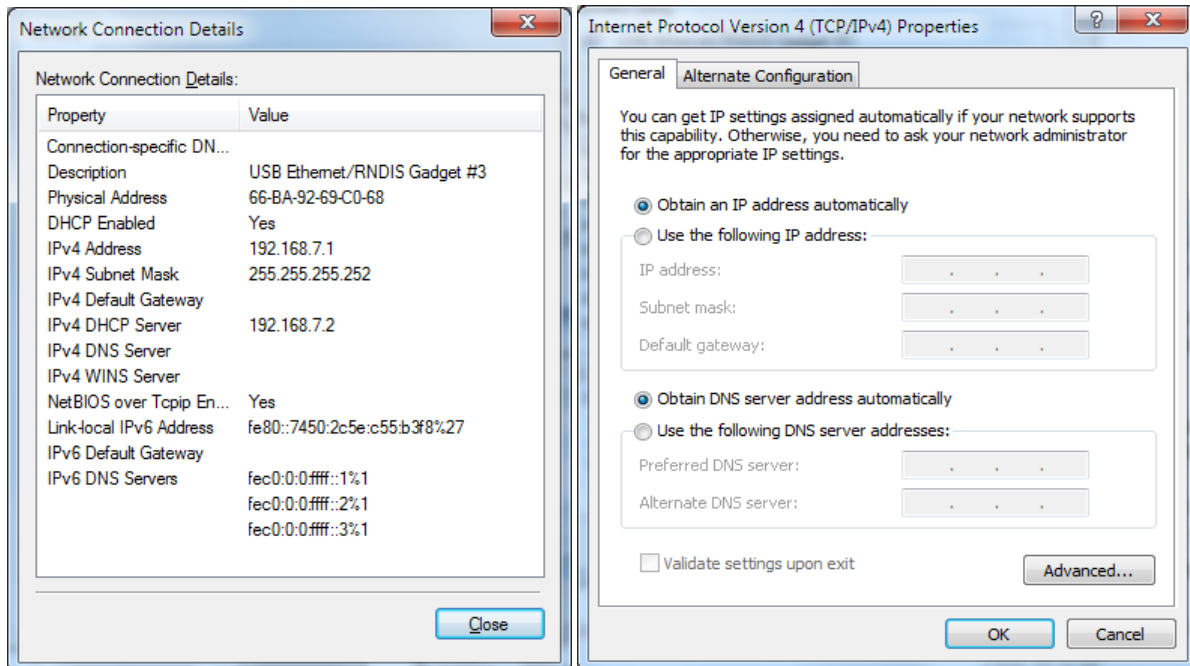 Network Connection Details
Network Connection Details:
Property Value
Connection-specific DN...
Description USB Ethernet/RNDIS Gadget #3
Physical Address 66-BA-92-69-C0-68
DHCP Enabled Yes
IPv4 Address 192.168.7.1
IPv4 Subnet Mask 255.255.255.252
IPv4 Default Gateway
IPv4 DHCP Server 192.168.7.2
IPv4 DNS Server
IPv4 WINS Server
NetBIOS over Tcpip En... Yes
Link-local IPv6 Address fe80::7450:2c5e:c55:b3f8%27
IPv6 Default Gateway
IPv6 DNS Servers fec0:0:0:ffff::1%1
fec0:0:0:ffff::2%1
fec0:0:0:ffff::3%1
Close
Internet Protocol Version 4 (TCP/IPv4) Properties
General Alternate Configuration
You can get IP settings assigned automatically if your network supports
this capability. Otherwise, you need to ask your network administrator
for the appropriate IP settings.
Obtain an IP address automatically
Use the following IP address:
IP address: . . .
Subnet mask: . . .
Default gateway: . . .
Obtain DNS server address automatically
Use the following DNS server addresses:
Preferred DNS server: . . .
Alternate DNS server: . . .
Validate settings upon exit
Advanced...
OK Cancel